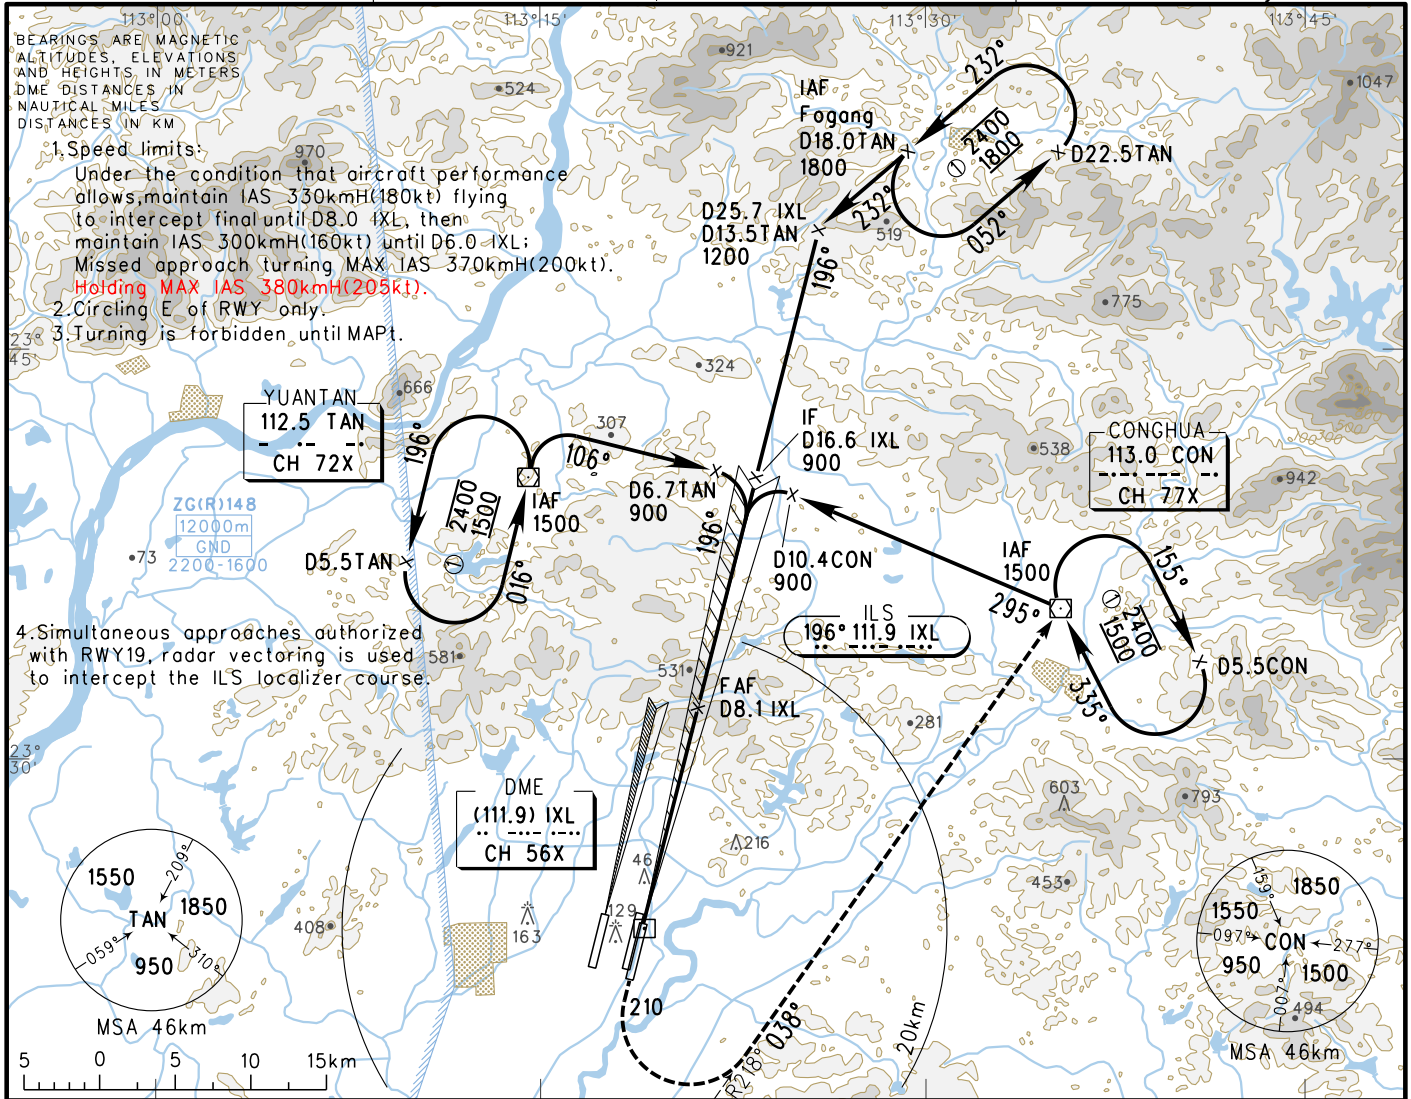 113°00'
113°15'
113°30'
113°45'
BEARINGS ARE MAGNETIC
ALTITUDES, ELEVATIONS
AND HEIGHTS IN METERS
DME DISTANCES IN
NAUTICAL MILES
DISTANCES IN KM
1.Speed limits:
Under the condition that aircraft performance
allows,maintain IAS 330kmH(180kt) flying
to intercept final until D8.0 IXL, then
maintain IAS 300kmH(160kt) until D6.0 IXL;
Missed approach turning MAX IAS 370kmH(200kt).
Holding MAX IAS 380kmH(205kt).
2.Circling E of RWY only.
3.Turning is forbidden until MAPt.
921
524
970
1047
IAF
Fogang
D18.0TAN
1800
232°
2400
1800
①
D22.5TAN
052°
232°
519
D25.7 IXL
D13.5TAN
1200
196°
775
23°
45'
324
666
YUANTAN
112.5 TAN
CH 72X
196°
307
106°
IAF
1500
2400
1500
①
016°
D5.5TAN
D6.7TAN
900
196°
IF
D16.6 IXL
900
538
CONGHUA
113.0 CON
CH 77X
942
300
500
ZG(R)148
12000m
GND
2200-1600
73
D10.4CON
900
IAF
1500
295°
155°
①
2400
1500
335°
D5.5CON
ILS
196° 111.9 IXL
4.Simultaneous approaches authorized
with RWY19, radar vectoring is used
to intercept the ILS localizer course.
581
531
FAF
D8.1 IXL
281
23°
30'
DME
(111.9) IXL
CH 56X
603
793
216
46
453
129
163
408
1550
209°
TAN
1850
059°
310°
950
MSA 46km
159°
1850
1550
097°
CON
277°
950
1500
007°
494
MSA 46km
210
038°
R218°
20km
5 0 5 10 15km